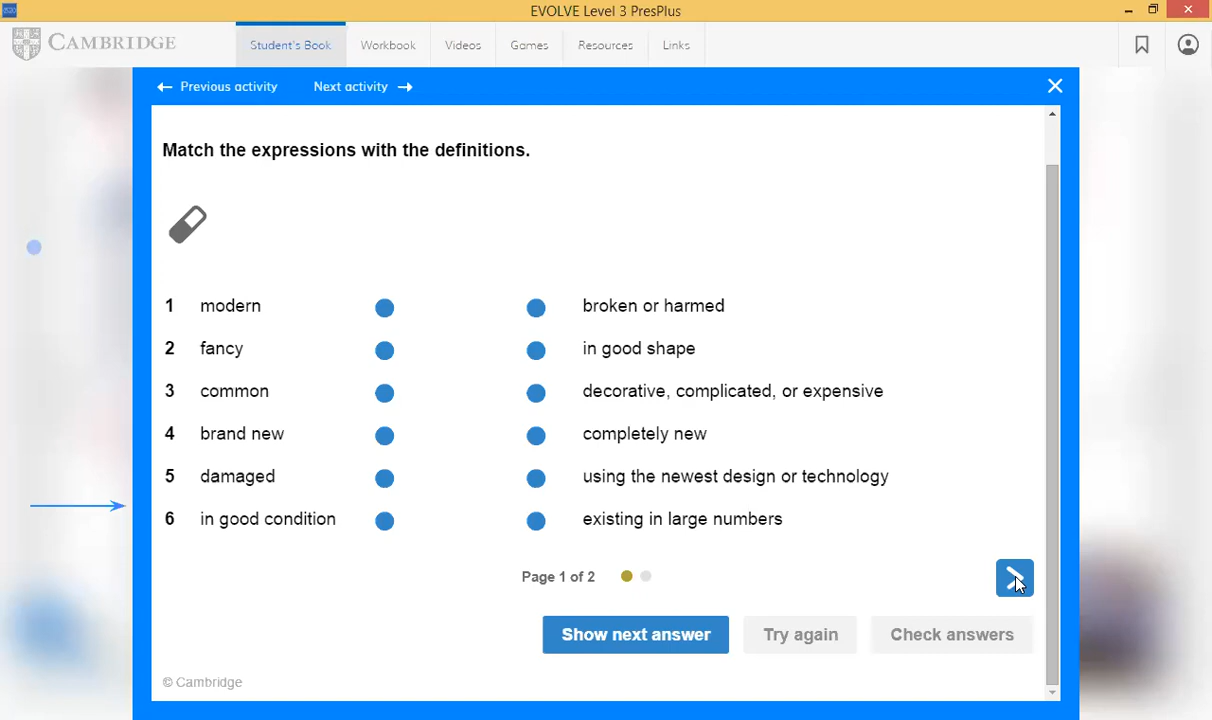 EVOLVE Level 3 PresPlus
CAMBRIDGE
Student's Book
Workbook
Videos
Games
Resources
Links
Previous activity
Next activity
Match the expressions with the definitions.
1 modern
broken or harmed
2 fancy
in good shape
3 common
decorative, complicated, or expensive
4 brand new
completely new
5 damaged
using the newest design or technology
6 in good condition
existing in large numbers
Page 1 of 2
Show next answer
Try again
Check answers
© Cambridge